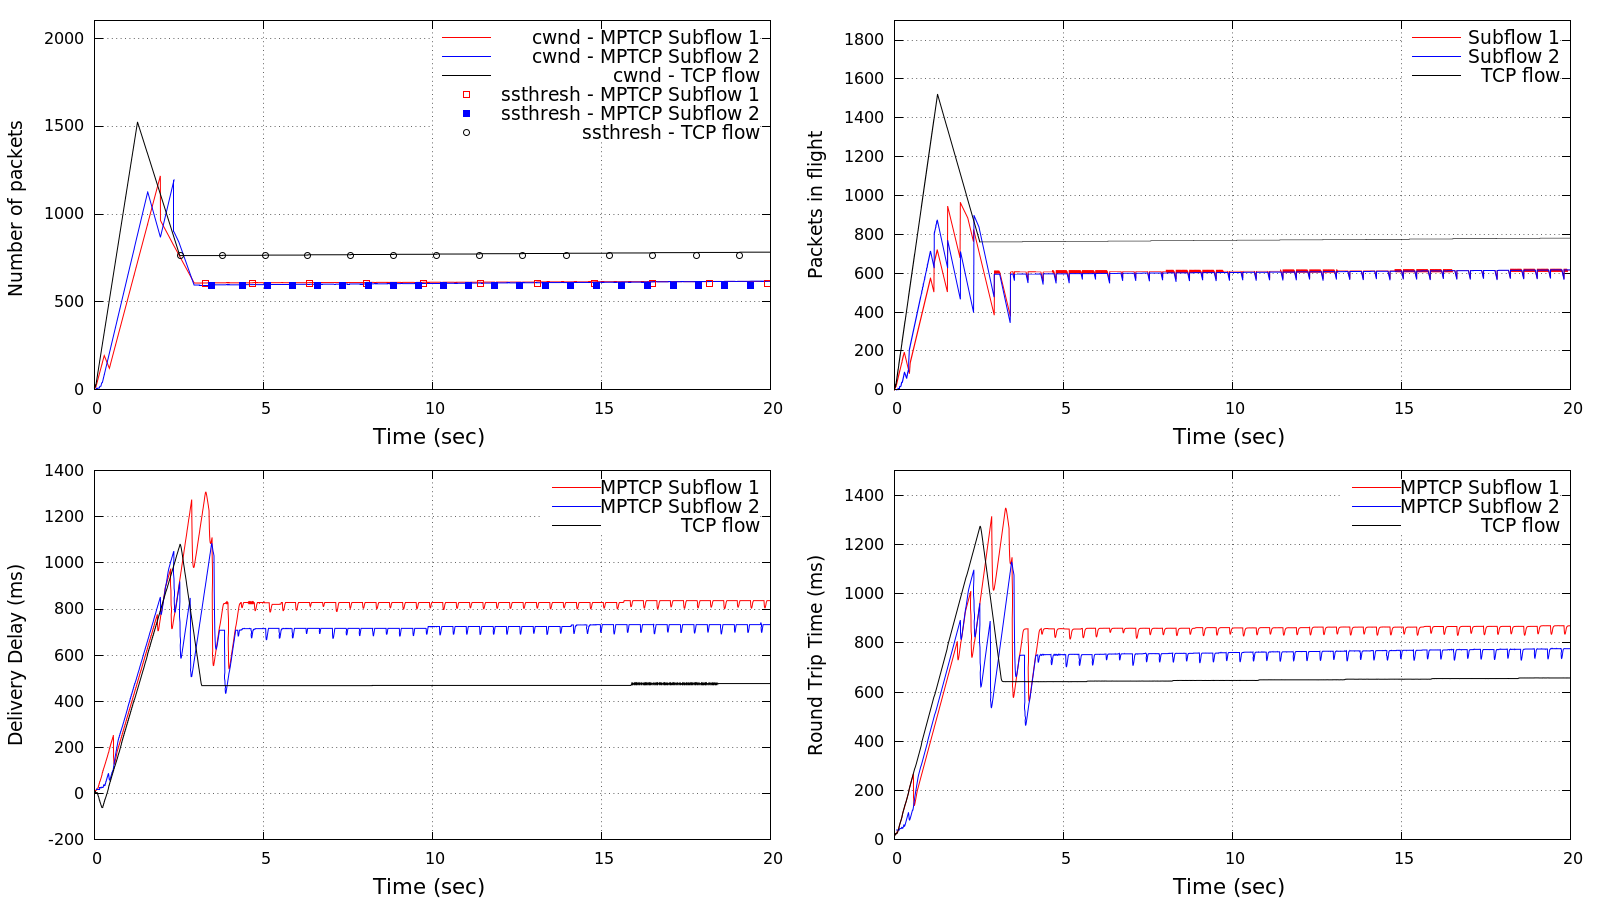 2000
1500
1000
500
0
Number of packets
cwnd - MPTCP Subflow 1
cwnd - MPTCP Subflow 2
cwnd - TCP flow
ssthresh - MPTCP Subflow 1
ssthresh - MPTCP Subflow 2
ssthresh - TCP flow
0 5 10 15 20
Time (sec)
1800
1600
1400
1200
1000
800
600
400
200
0
Packets in flight
Subflow 1
Subflow 2
TCP flow
0 5 10 15 20
Time (sec)
1400
1200
1000
800
600
400
200
0
-200
Delivery Delay (ms)
MPTCP Subflow 1
MPTCP Subflow 2
TCP flow
0 5 10 15 20
Time (sec)
1400
1200
1000
800
600
400
200
0
Round Trip Time (ms)
MPTCP Subflow 1
MPTCP Subflow 2
TCP flow
0 5 10 15 20
Time (sec)